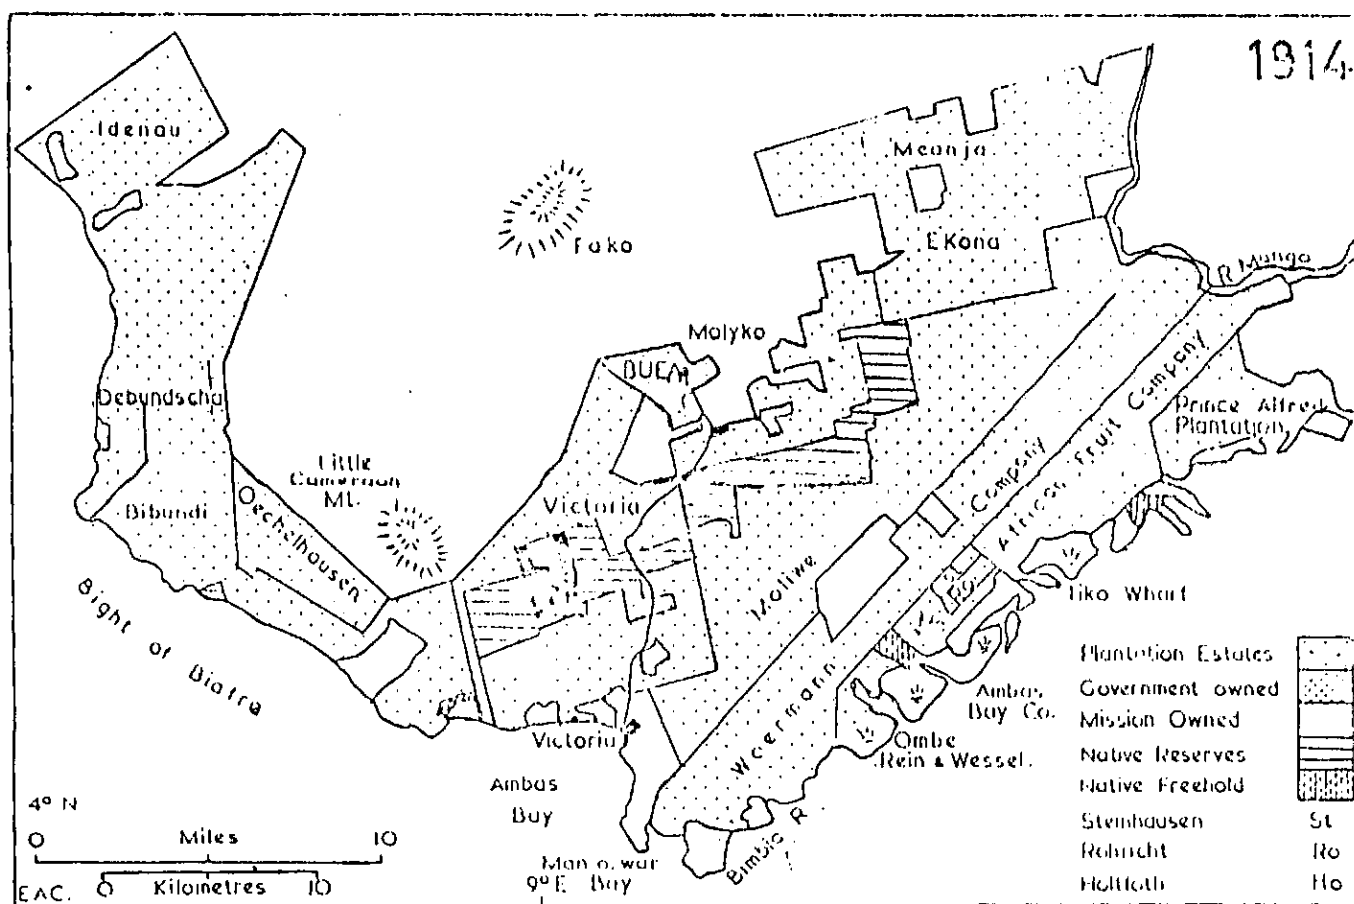 1914
Idenau
Meanja
Fako
Ekona
R. Mungo
Molyko
BUEA
Debundscha
Prince Alfred
Plantation
Little
Cameroon
Mt.
Bibundi
Oechelhausen
Victoria
Moliwe
Woermann Company
African Fruit Company
Bight of Biafra
Tiko Wharf
Ambas
Bay Co.
Victoria
Ombe
Rein & Wessel.
Ambas
Bay
Man o. war
Bay
Bimbia R.
4° N
9° E
0 Miles 10
0 Kilometres 10
E.A.C.
Plantation Estates
Government owned
Mission Owned
Native Reserves
Native Freehold
Steinhausen St
Rohricht Ro
Holtfoth Ho